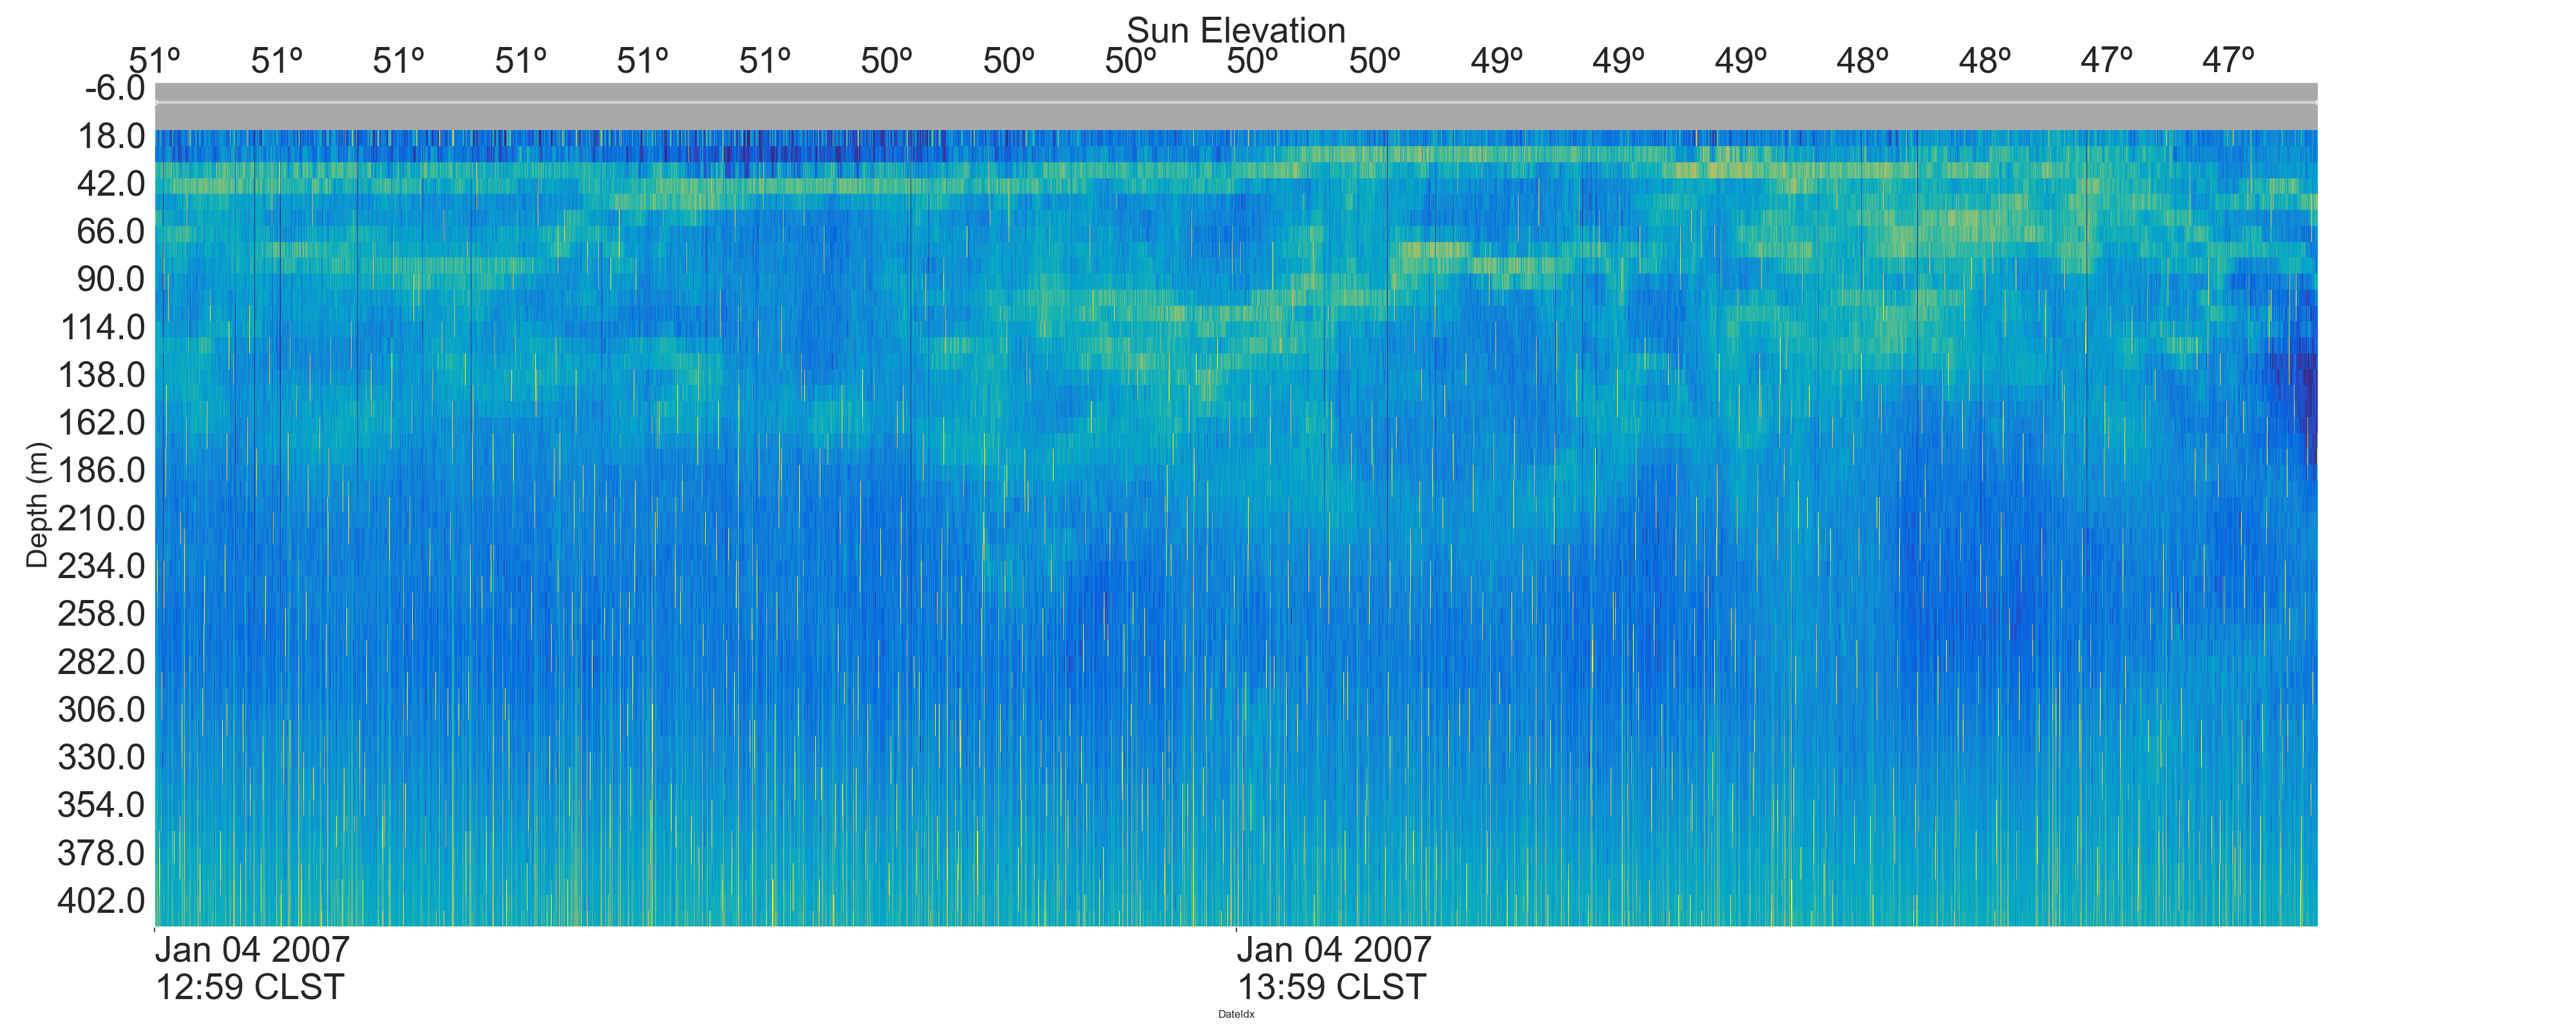 Sun Elevation
51º 51º 51º 51º 51º 51º 50º 50º 50º 50º 50º 49º 49º 49º 48º 48º 47º 47º
-6.0
18.0
42.0
66.0
90.0
114.0
138.0
162.0
186.0
210.0
234.0
258.0
282.0
306.0
330.0
354.0
378.0
402.0
Depth (m)
Jan 04 2007
12:59 CLST
Jan 04 2007
13:59 CLST
DateIdx